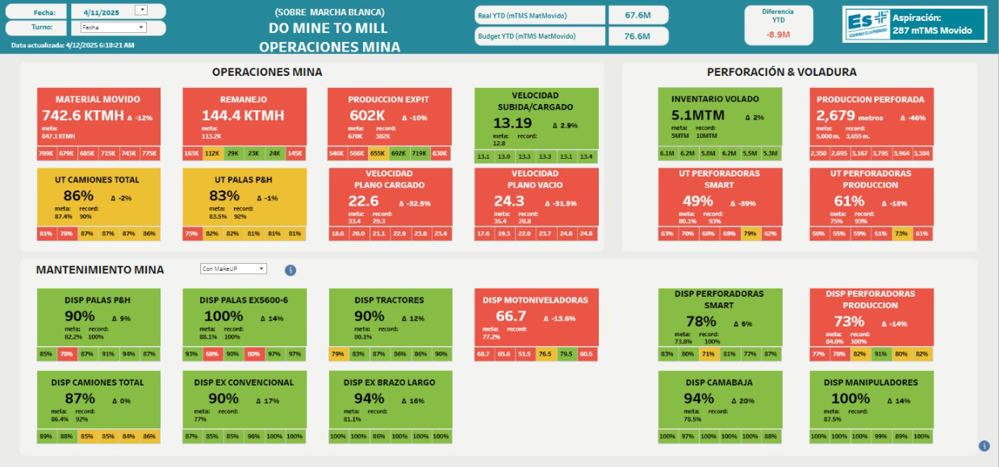 Fecha: 4/11/2025
Turno: Fecha
Data actualizada: 4/12/2025 6:18:21 AM
(SOBRE MARCHA BLANCA)
DO MINE TO MILL
OPERACIONES MINA
Real YTD (mTMS MatMovido) 67.6M
Budget YTD (mTMS MatMovido) 76.6M
Diferencia
YTD
-8.9M
Es
Aspiración:
287 mTMS Movido
OPERACIONES MINA
MATERIAL MOVIDO
742.6 KTMH Δ -12%
meta:
847.1 KTMH
709K 679K 685K 715K 743K 775K
REMANEJO
144.4 KTMH
meta:
113.2K
163K 112K 29K 23K 24K 145K
PRODUCCION EXPIT
602K Δ -10%
meta: record:
670K 382K
546K 566K 655K 692K 719K 630K
VELOCIDAD
SUBIDA/CARGADO
13.19 Δ 2.9%
meta: record:
12.8
13.1 13.0 13.3 13.3 13.1 13.4
UT CAMIONES TOTAL
86% Δ -2%
meta: record:
87.4% 90%
81% 78% 87% 87% 87% 86%
UT PALAS P&H
83% Δ -1%
meta: record:
83.5% 92%
75% 82% 82% 81% 81% 81%
VELOCIDAD
PLANO CARGADO
22.6 Δ -32.5%
meta: record:
33.4 29.3
18.6 20.0 21.1 22.9 23.8 23.4
VELOCIDAD
PLANO VACIO
24.3 Δ -31.5%
meta: record:
35.4 28.8
17.6 19.3 22.0 23.7 24.8 24.8
PERFORACIÓN & VOLADURA
INVENTARIO VOLADO
5.1MTM Δ 2%
meta: record:
5MTM 10MTM
6.1M 6.2M 5.8M 6.2M 5.5M 5.3M
PRODUCCION PERFORADA
2,679 metros Δ -46%
meta: record:
5,000 m. 3,655 m.
2,350 2,695 3,167 3,795 3,964 3,384
UT PERFORADORAS
SMART
49% Δ -39%
meta: record:
80.1% 93%
63% 70% 68% 69% 79% 62%
UT PERFORADORAS
PRODUCCION
61% Δ -18%
meta: record:
75% 93%
50% 55% 59% 61% 73% 61%
MANTENIMIENTO MINA
Con MakeUP
i
DISP PALAS P&H
90% Δ 9%
meta: record:
82.2% 100%
85% 78% 87% 91% 94% 87%
DISP PALAS EX5600-6
100% Δ 14%
meta: record:
88.1% 100%
93% 68% 90% 80% 97% 97%
DISP TRACTORES
90% Δ 12%
meta: record:
80.1%
79% 83% 87% 86% 86% 90%
DISP MOTONIVELADORAS
66.7 Δ -13.6%
meta: record:
77.2%
68.7 65.6 51.5 76.5 79.5 60.5
DISP PERFORADORAS
SMART
78% Δ 6%
meta: record:
73.8% 100%
83% 80% 71% 81% 77% 87%
DISP PERFORADORAS
PRODUCCION
73% Δ -14%
meta: record:
84.0% 100%
77% 78% 82% 91% 80% 82%
DISP CAMIONES TOTAL
87% Δ 0%
meta: record:
86.4% 92%
89% 88% 85% 85% 84% 86%
DISP EX CONVENCIONAL
90% Δ 17%
meta: record:
77%
87% 85% 85% 96% 100% 100%
DISP EX BRAZO LARGO
94% Δ 16%
meta: record:
81.1%
100% 100% 86% 100% 100% 100%
DISP CAMABAJA
94% Δ 20%
meta: record:
78.5%
100% 97% 100% 100% 100% 88%
DISP MANIPULADORES
100% Δ 14%
meta: record:
87.5%
100% 100% 100% 99% 89% 100%
i